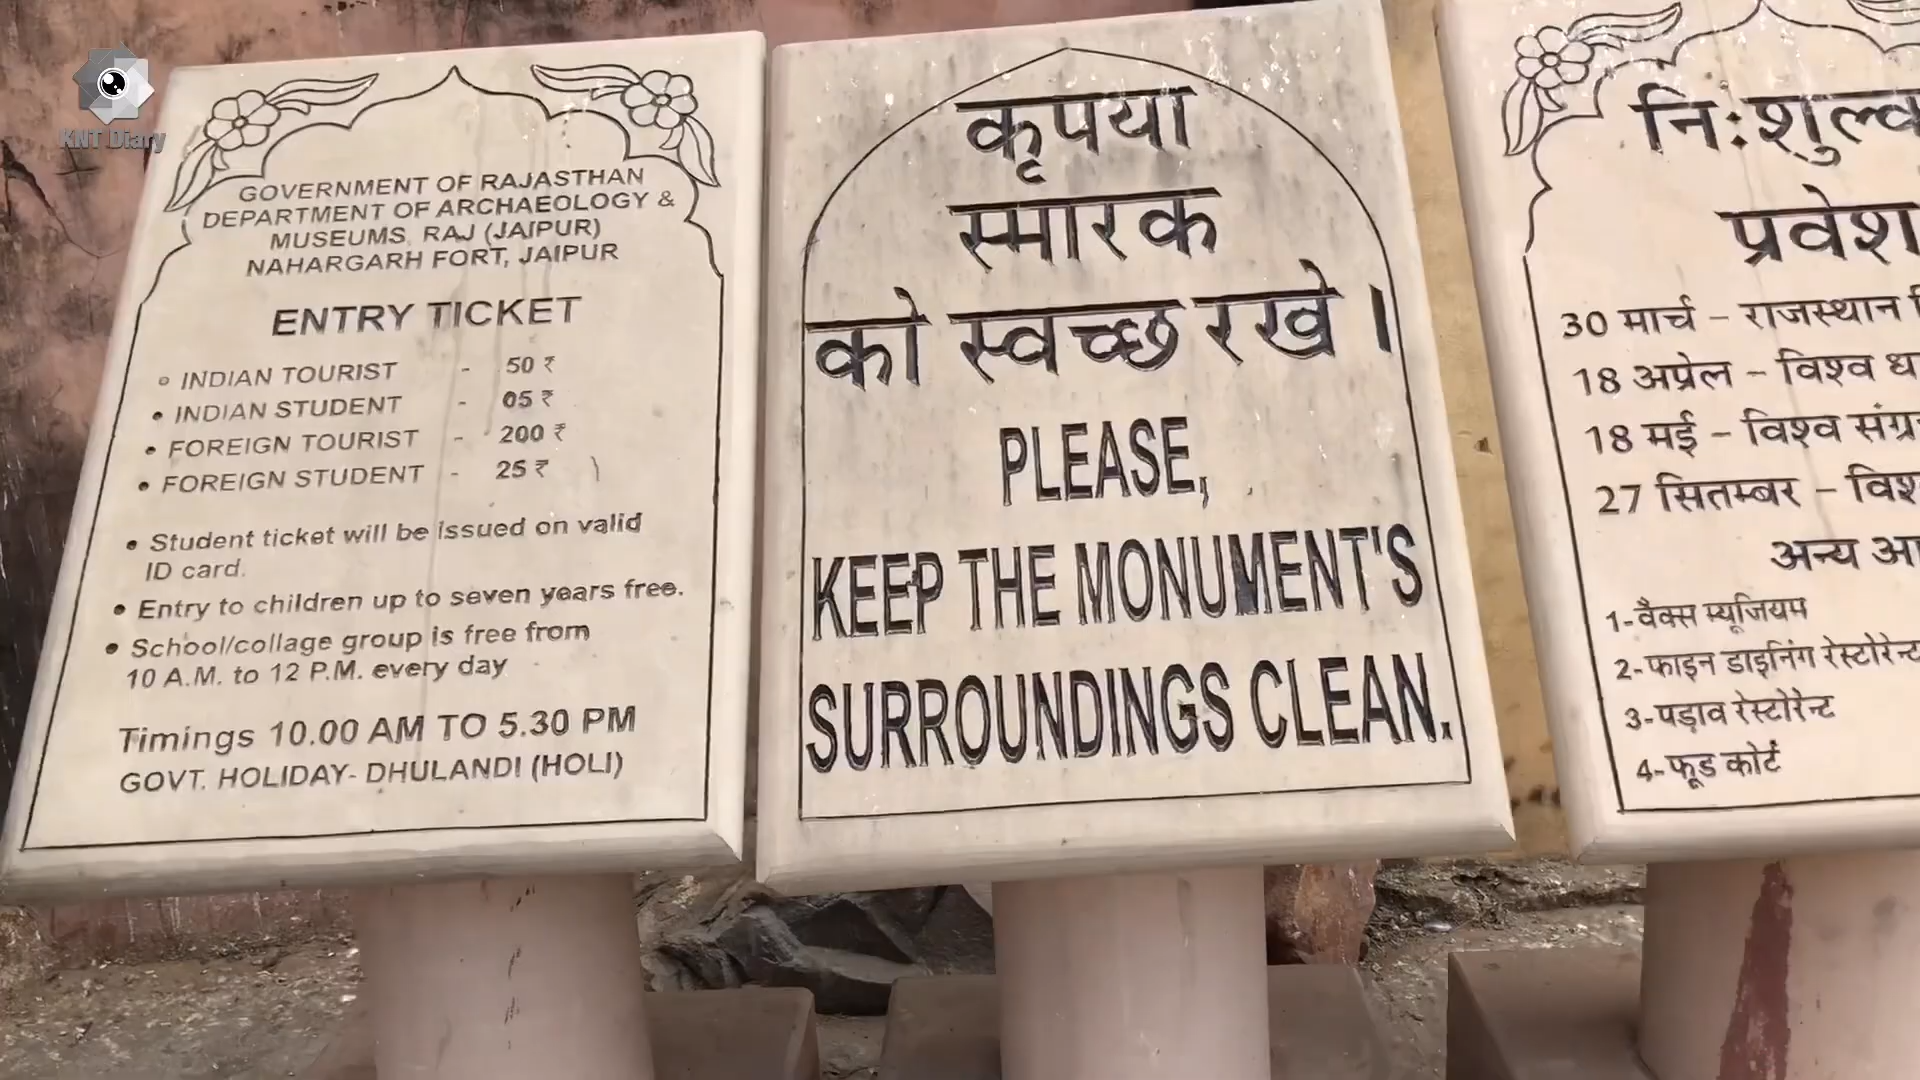 KNT Diary
GOVERNMENT OF RAJASTHAN
DEPARTMENT OF ARCHAEOLOGY &
MUSEUMS, RAJ (JAIPUR)
NAHARGARH FORT, JAIPUR
ENTRY TICKET
INDIAN TOURIST - 50 ₹
• INDIAN STUDENT - 05 ₹
• FOREIGN TOURIST - 200 ₹
• FOREIGN STUDENT - 25 ₹
• Student ticket will be issued on valid
ID card.
• Entry to children up to seven years free.
• School/collage group is free from
10 A.M. to 12 P.M. every day
Timings 10.00 AM TO 5.30 PM
GOVT. HOLIDAY- DHULANDI (HOLI)
कृपया
स्मारक
को स्वच्छ रखे ।
PLEASE,
KEEP THE MONUMENT'S
SURROUNDINGS CLEAN.
नि:शुल्क
प्रवेश
30 मार्च – राजस्थान
18 अप्रेल – विश्व
18 मई – विश्व
27 सितम्बर –
अन्य
1-वैक्स म्यूजियम
2-फाइन डाइनिंग रेस्टोरेन्ट
3-पड़ाव रेस्टोरेन्ट
4-फूड कोर्ट